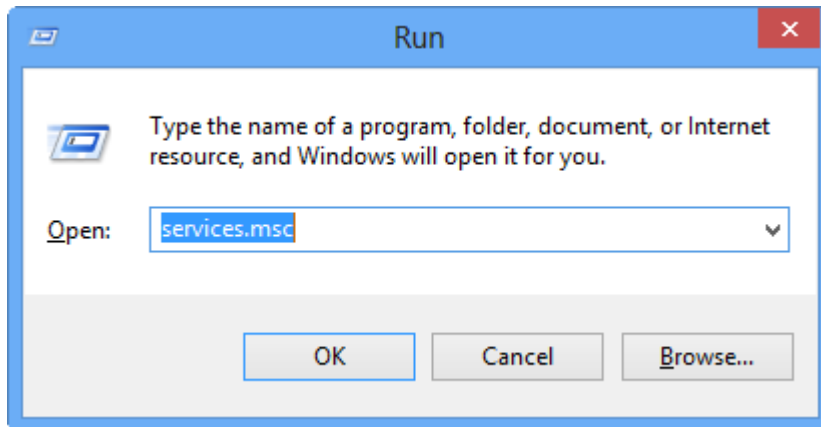 Run
Type the name of a program, folder, document, or Internet
resource, and Windows will open it for you.
Open: services.msc
OK Cancel Browse...